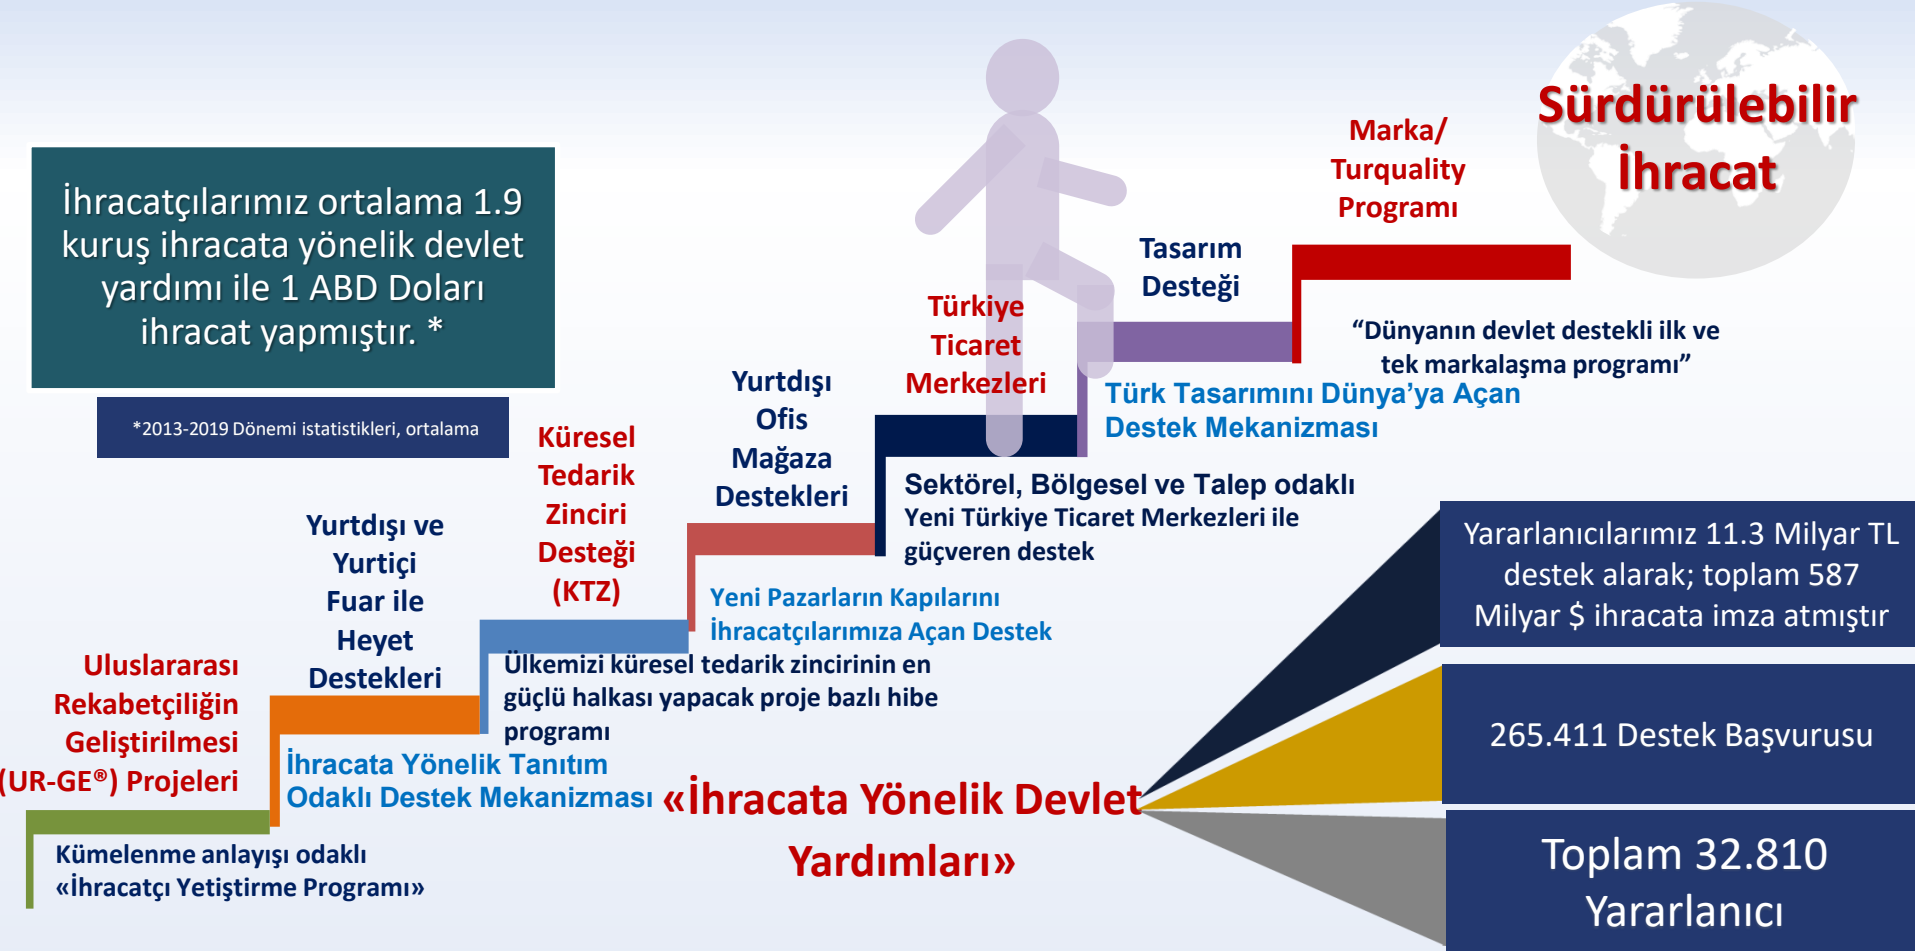 Sürdürülebilir
İhracat
İhracatçılarımız ortalama 1.9
kuruş ihracata yönelik devlet
yardımı ile 1 ABD Doları
ihracat yapmıştır. *
*2013-2019 Dönemi istatistikleri, ortalama
Uluslararası
Rekabetçiliğin
Geliştirilmesi
(UR-GE®) Projeleri
Kümelenme anlayışı odaklı
«İhracatçı Yetiştirme Programı»
Yurtdışı ve
Yurtiçi
Fuar ile
Heyet
Destekleri
İhracata Yönelik Tanıtım
Odaklı Destek Mekanizması
Küresel
Tedarik
Zinciri
Desteği
(KTZ)
Ülkemizi küresel tedarik zincirinin en
güçlü halkası yapacak proje bazlı hibe
programı
Yurtdışı
Ofis
Mağaza
Destekleri
Yeni Pazarların Kapılarını
İhracatçılarımıza Açan Destek
Türkiye
Ticaret
Merkezleri
Sektörel, Bölgesel ve Talep odaklı
Yeni Türkiye Ticaret Merkezleri ile
güçveren destek
Tasarım
Desteği
Türk Tasarımını Dünya’ya Açan
Destek Mekanizması
Marka/
Turquality
Programı
“Dünyanın devlet destekli ilk ve
tek markalaşma programı”
«İhracata Yönelik Devlet
Yardımları»
Yararlanıcılarımız 11.3 Milyar TL
destek alarak; toplam 587
Milyar $ ihracata imza atmıştır
265.411 Destek Başvurusu
Toplam 32.810
Yararlanıcı